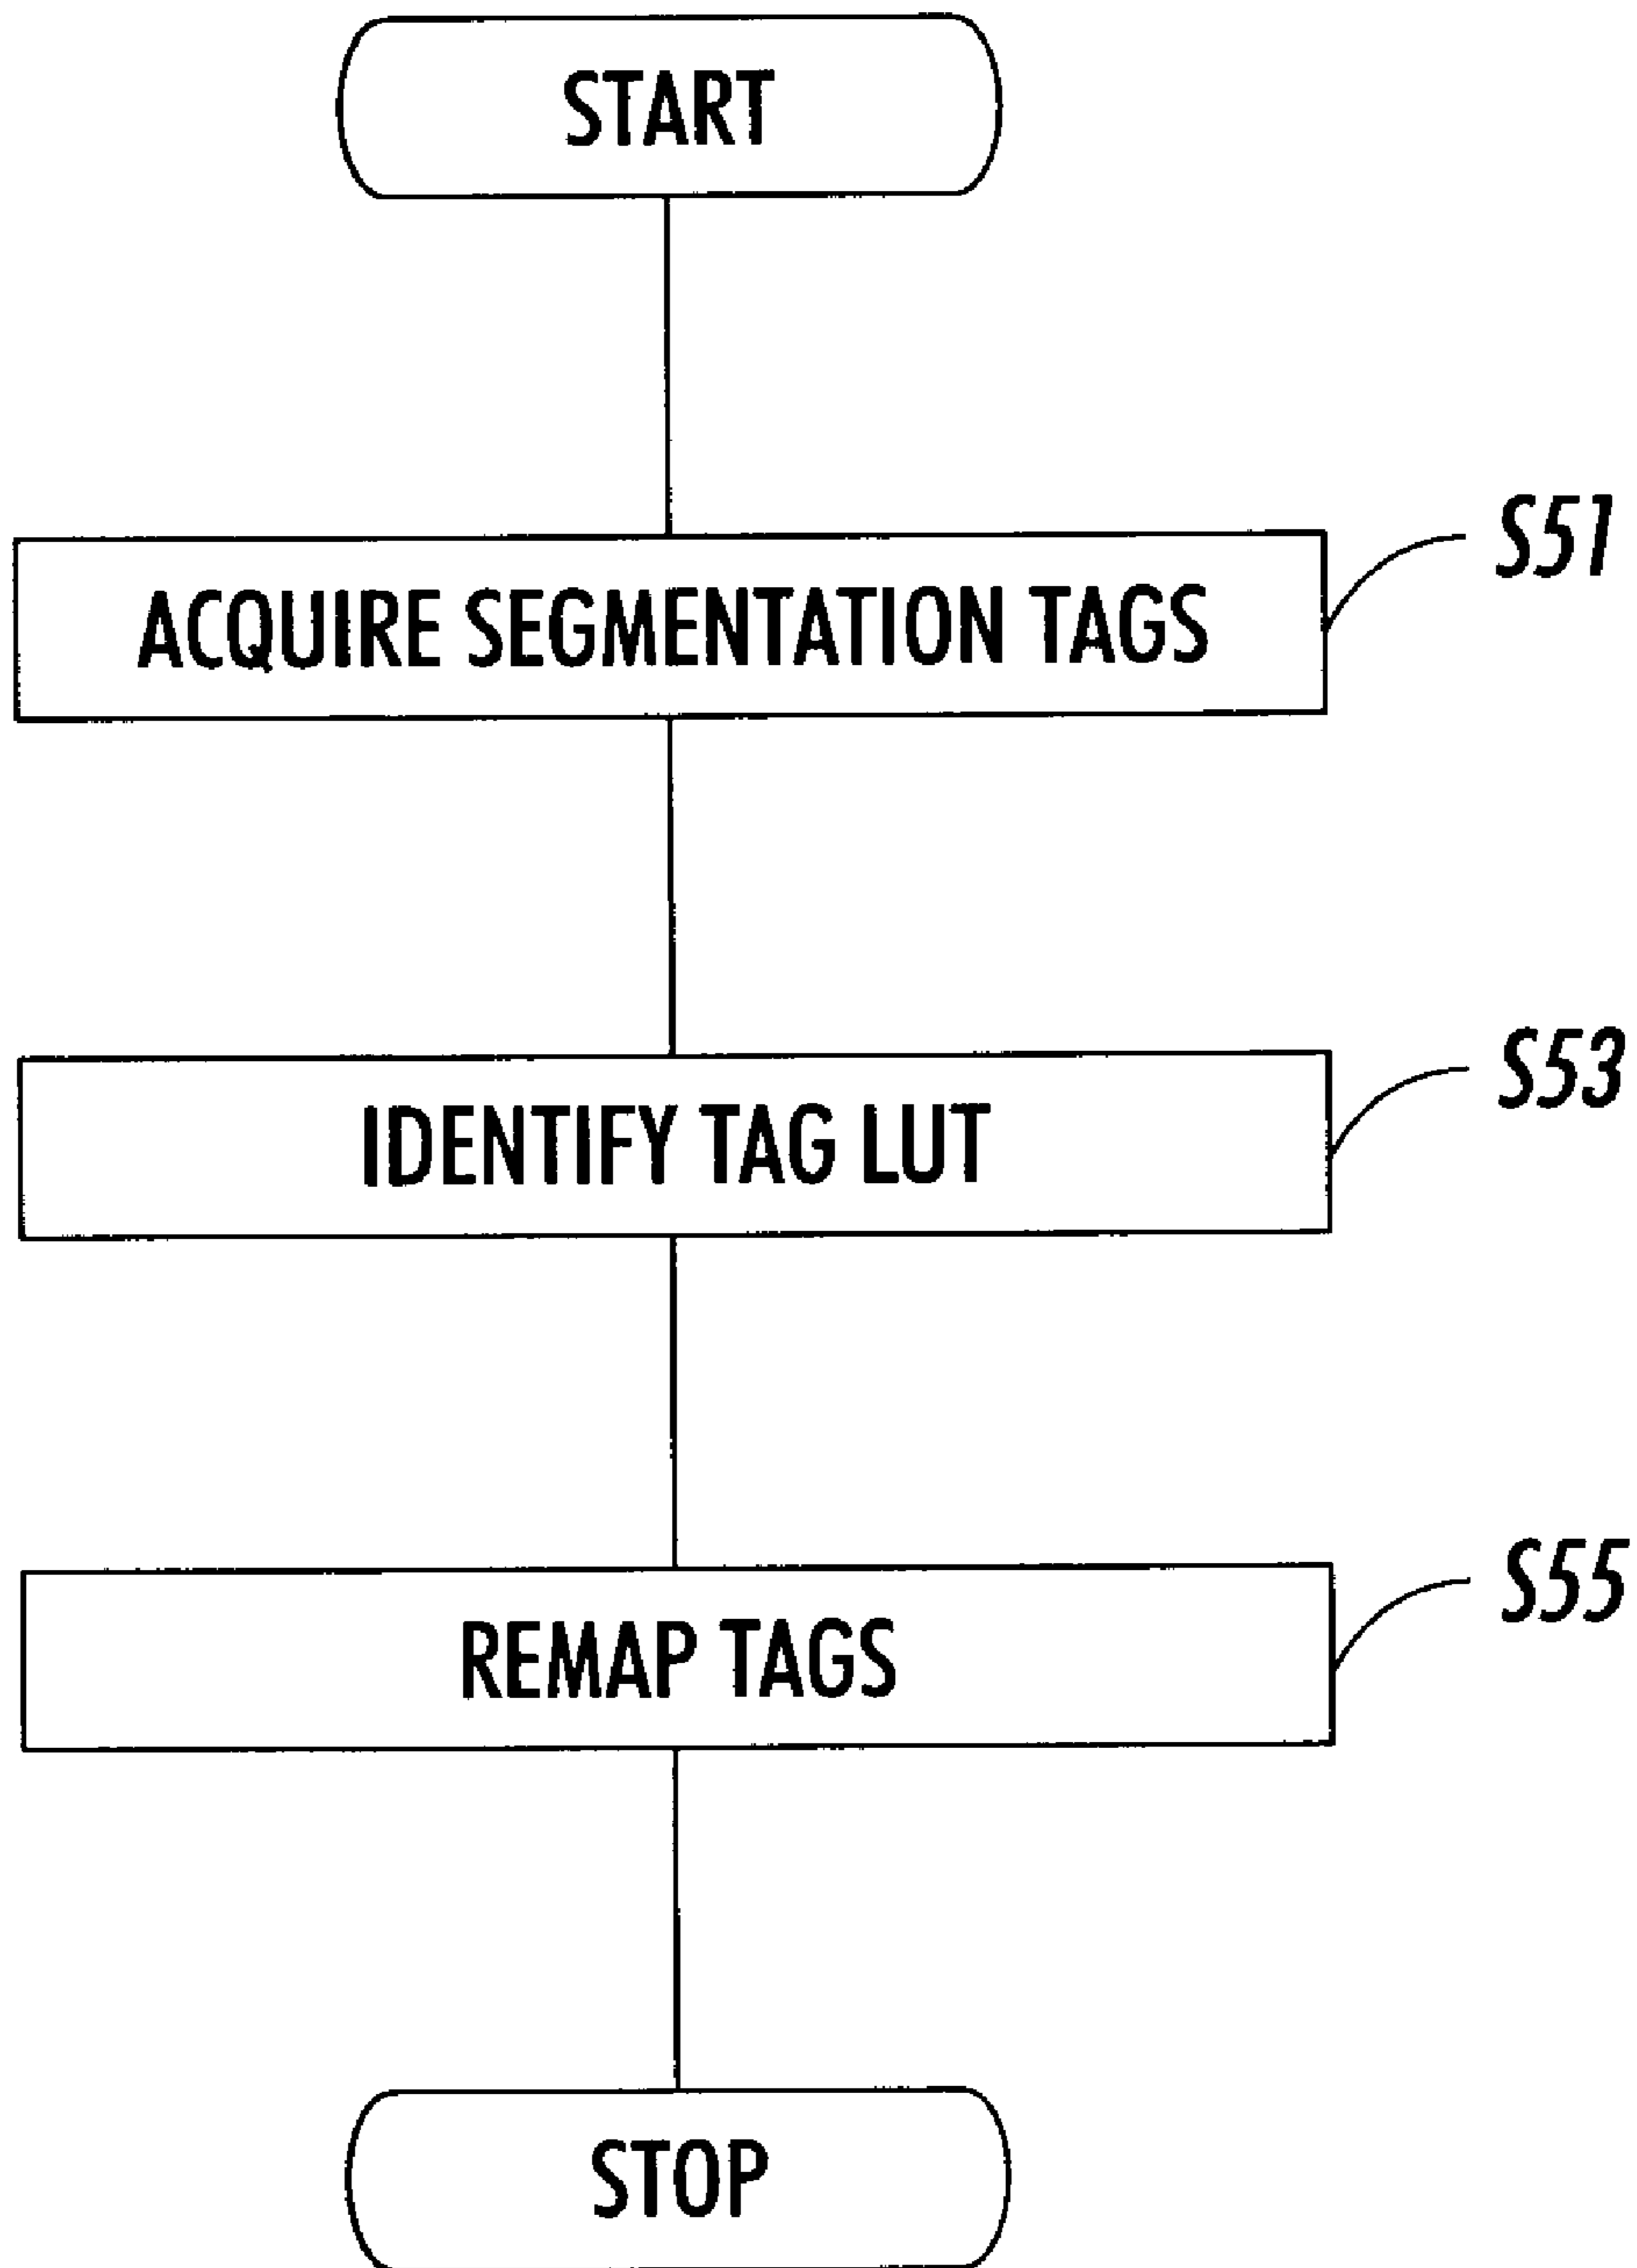 START
ACQUIRE SEGMENTATION TAGS
S51
IDENTIFY TAG LUT
S53
REMAP TAGS
S55
STOP